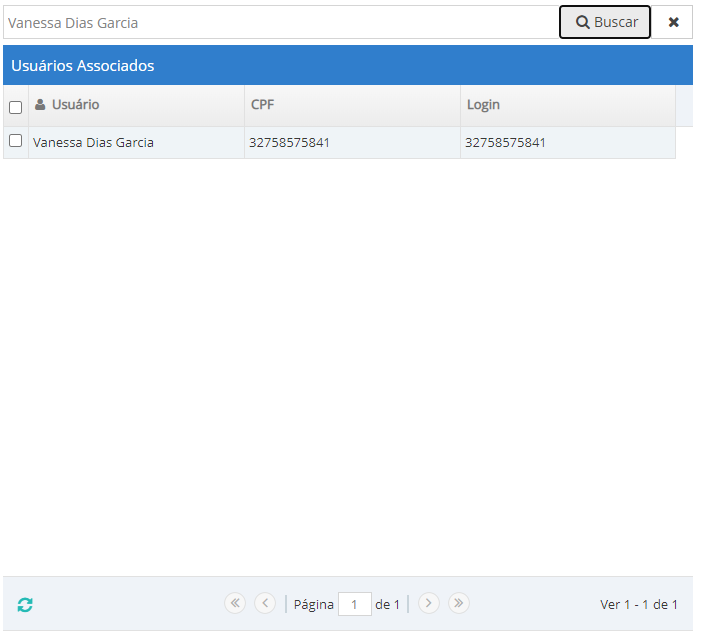 Vanessa Dias Garcia Buscar
Usuários Associados
Usuário CPF Login
Vanessa Dias Garcia 32758575841 32758575841
Página 1 de 1 Ver 1 - 1 de 1